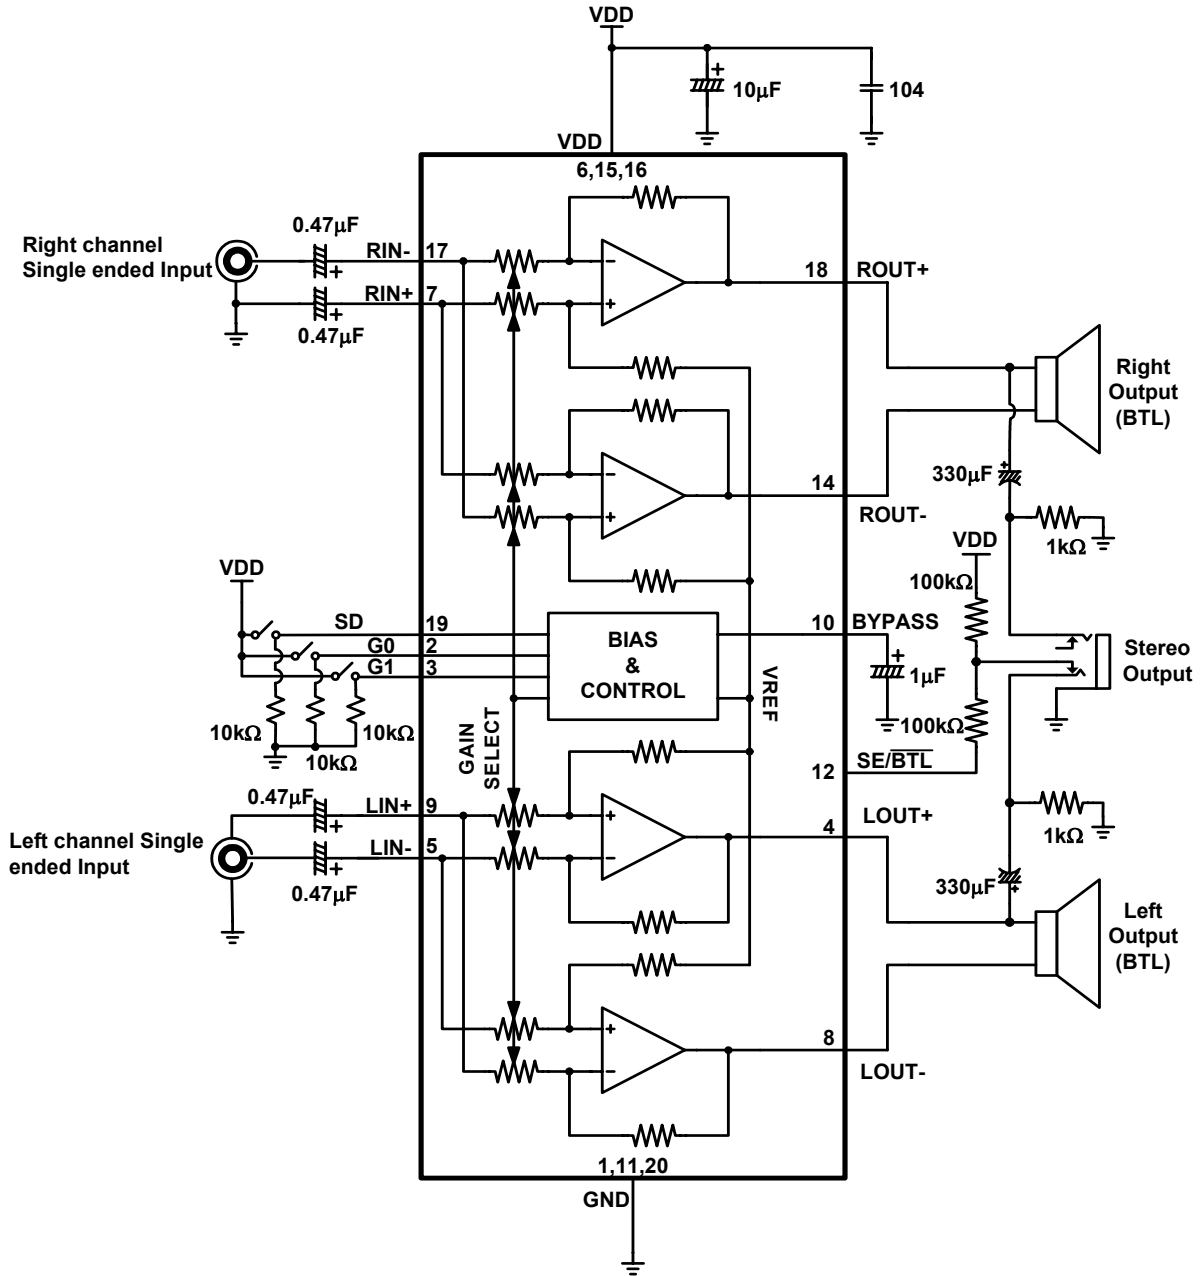 VDD
10μF
104
VDD
6,15,16
Right channel
Single ended Input
0.47μF
+
RIN-
17
RIN+
7
+
0.47μF
18
ROUT+
Right
Output
(BTL)
14
ROUT-
330μF
1kΩ
VDD
100kΩ
VDD
SD
19
G0
2
G1
3
BIAS
&
CONTROL
10
BYPASS
+
1μF
VREF
Stereo
Output
10kΩ
10kΩ
10kΩ
GAIN
SELECT
100kΩ
12
SE/BTL
0.47μF
LIN+
9
+
Left channel Single
ended Input
LIN-
5
+
0.47μF
4
LOUT+
1kΩ
330μF
Left
Output
(BTL)
8
LOUT-
1,11,20
GND